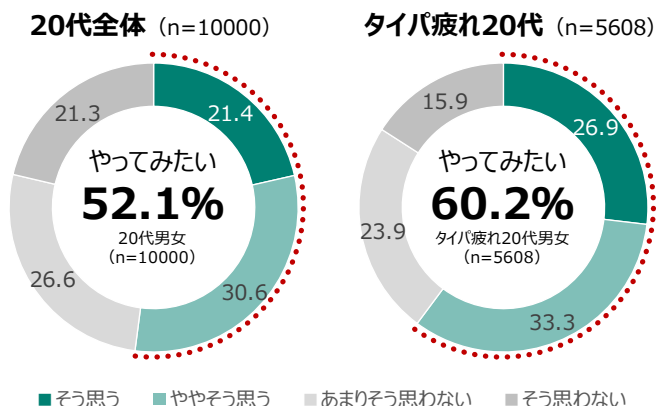 20代全体（n=10000）
21.4
30.6
26.6
21.3
やってみたい
52.1%
20代男女
（n=10000）
タイパ疲れ20代（n=5608）
26.9
33.3
23.9
15.9
やってみたい
60.2%
タイパ疲れ20代男女
（n=5608）
そう思う ややそう思う あまりそう思わない そう思わない